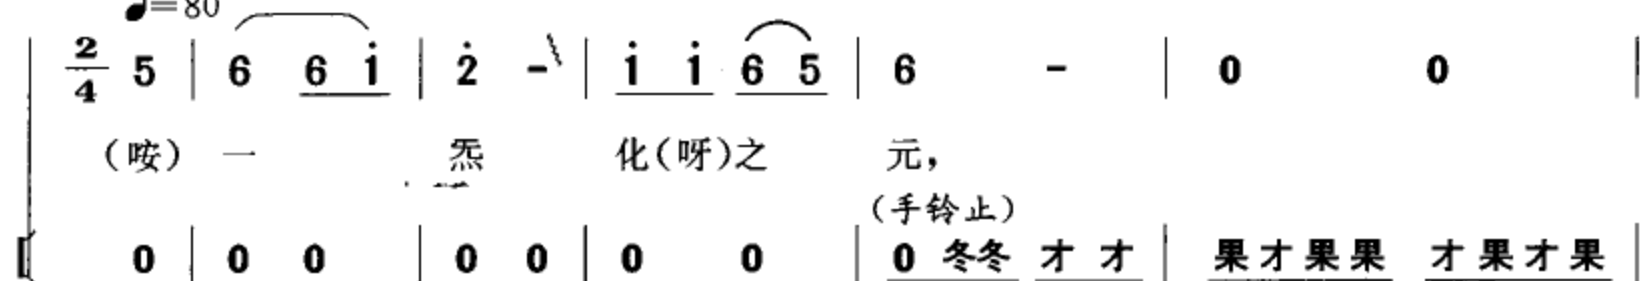 ♩=80
2/4 5 | 6 6 i̇ | 2̇ - | i̇ i̇ 6 5 | 6 - | 0 0 |
(咹) 一 炁 化(呀)之 元,
(手铃止)
0 | 0 0 | 0 0 | 0 0 | 0 冬冬 才 才 | 果 才 果 果 才 果 才 果 |